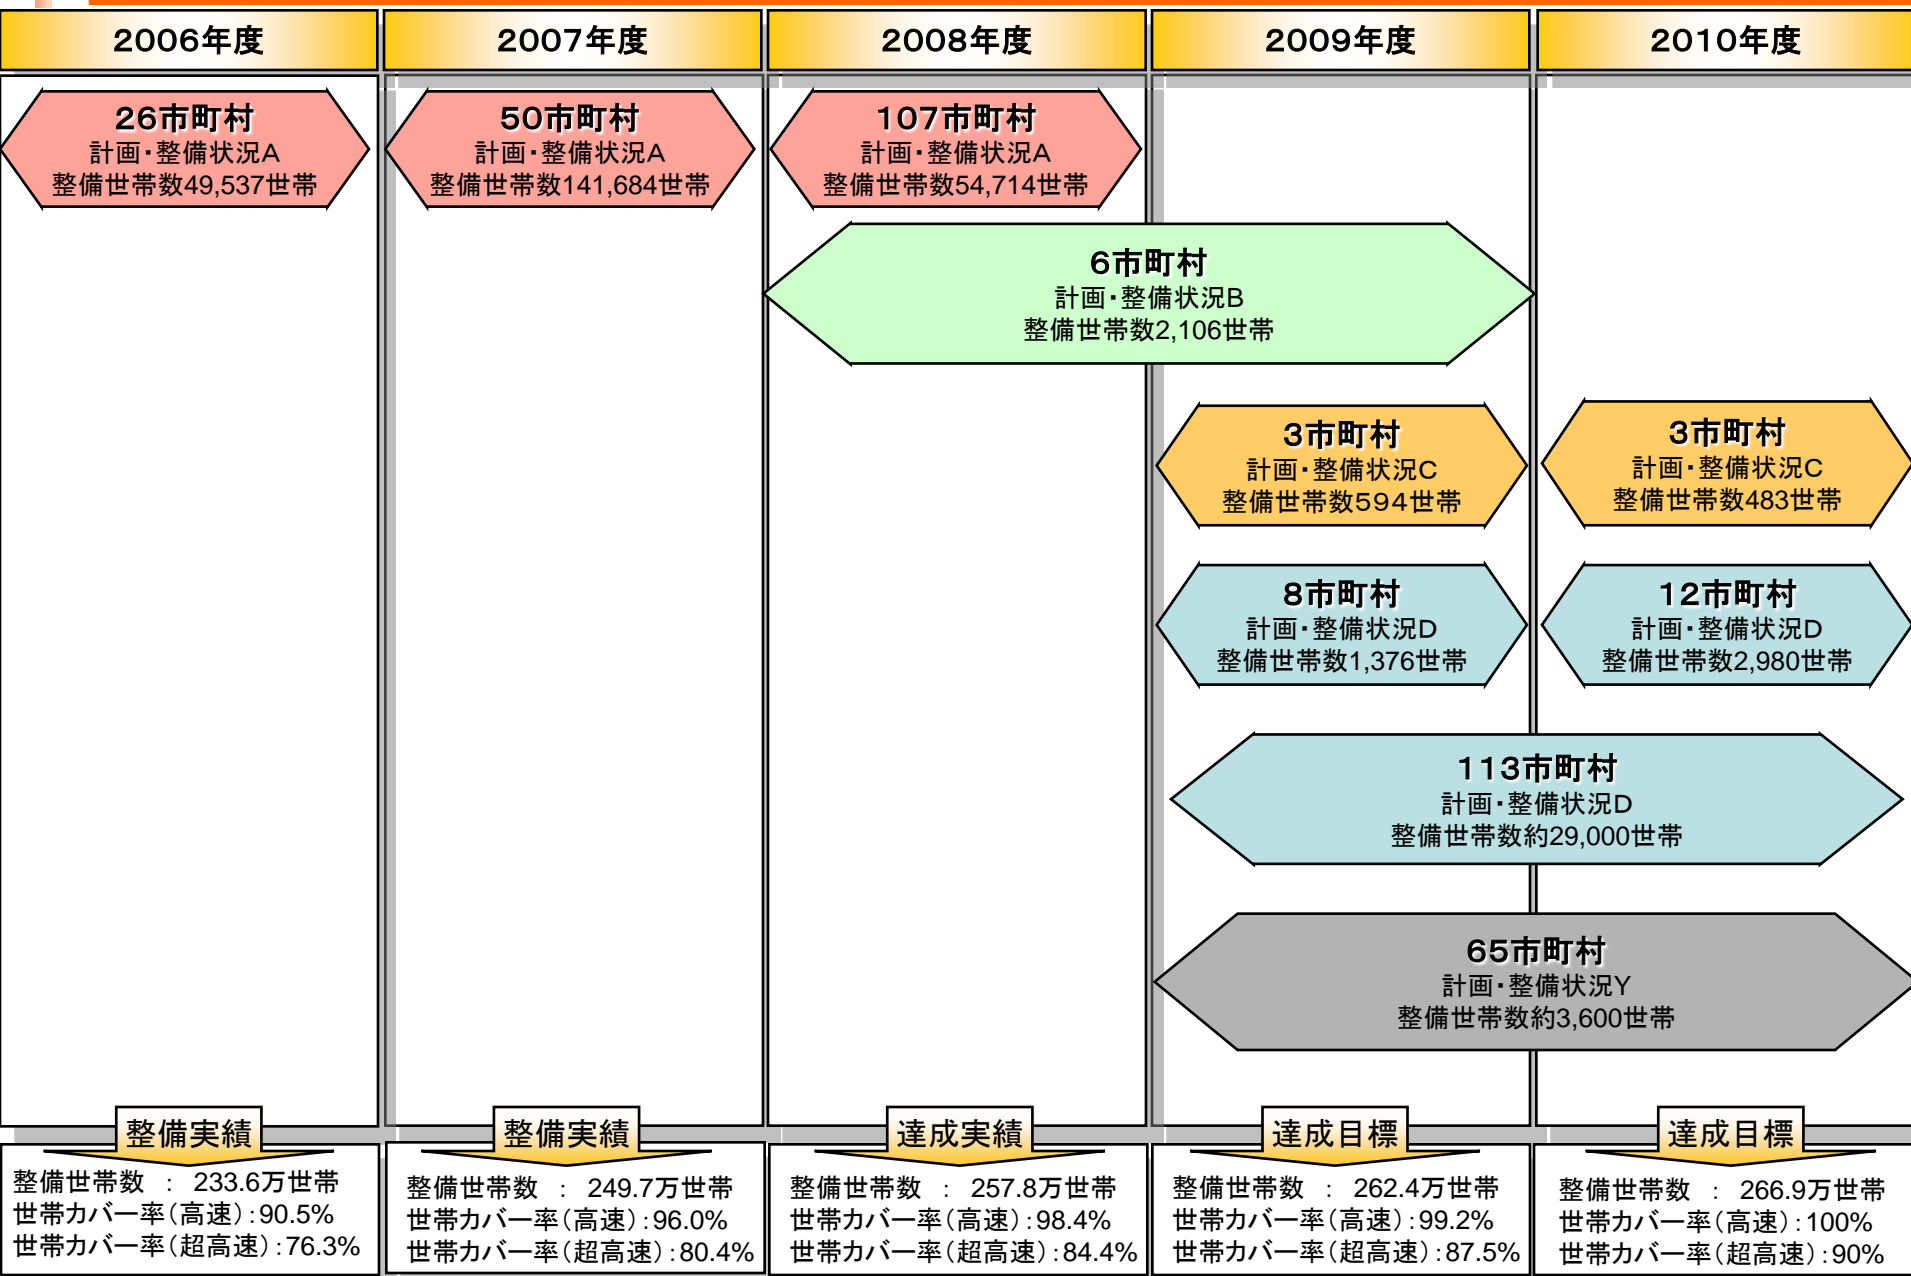 2006年度
2007年度
2008年度
2009年度
2010年度
26市町村
計画・整備状況A
整備世帯数49,537世帯
50市町村
計画・整備状況A
整備世帯数141,684世帯
107市町村
計画・整備状況A
整備世帯数54,714世帯
6市町村
計画・整備状況B
整備世帯数2,106世帯
3市町村
計画・整備状況C
整備世帯数594世帯
3市町村
計画・整備状況C
整備世帯数483世帯
8市町村
計画・整備状況D
整備世帯数1,376世帯
12市町村
計画・整備状況D
整備世帯数2,980世帯
113市町村
計画・整備状況D
整備世帯数約29,000世帯
65市町村
計画・整備状況Y
整備世帯数約3,600世帯
整備実績
整備世帯数 : 233.6万世帯
世帯カバー率(高速):90.5%
世帯カバー率(超高速):76.3%
整備実績
整備世帯数 : 249.7万世帯
世帯カバー率(高速):96.0%
世帯カバー率(超高速):80.4%
達成実績
整備世帯数 : 257.8万世帯
世帯カバー率(高速):98.4%
世帯カバー率(超高速):84.4%
達成目標
整備世帯数 : 262.4万世帯
世帯カバー率(高速):99.2%
世帯カバー率(超高速):87.5%
達成目標
整備世帯数 : 266.9万世帯
世帯カバー率(高速):100%
世帯カバー率(超高速):90%